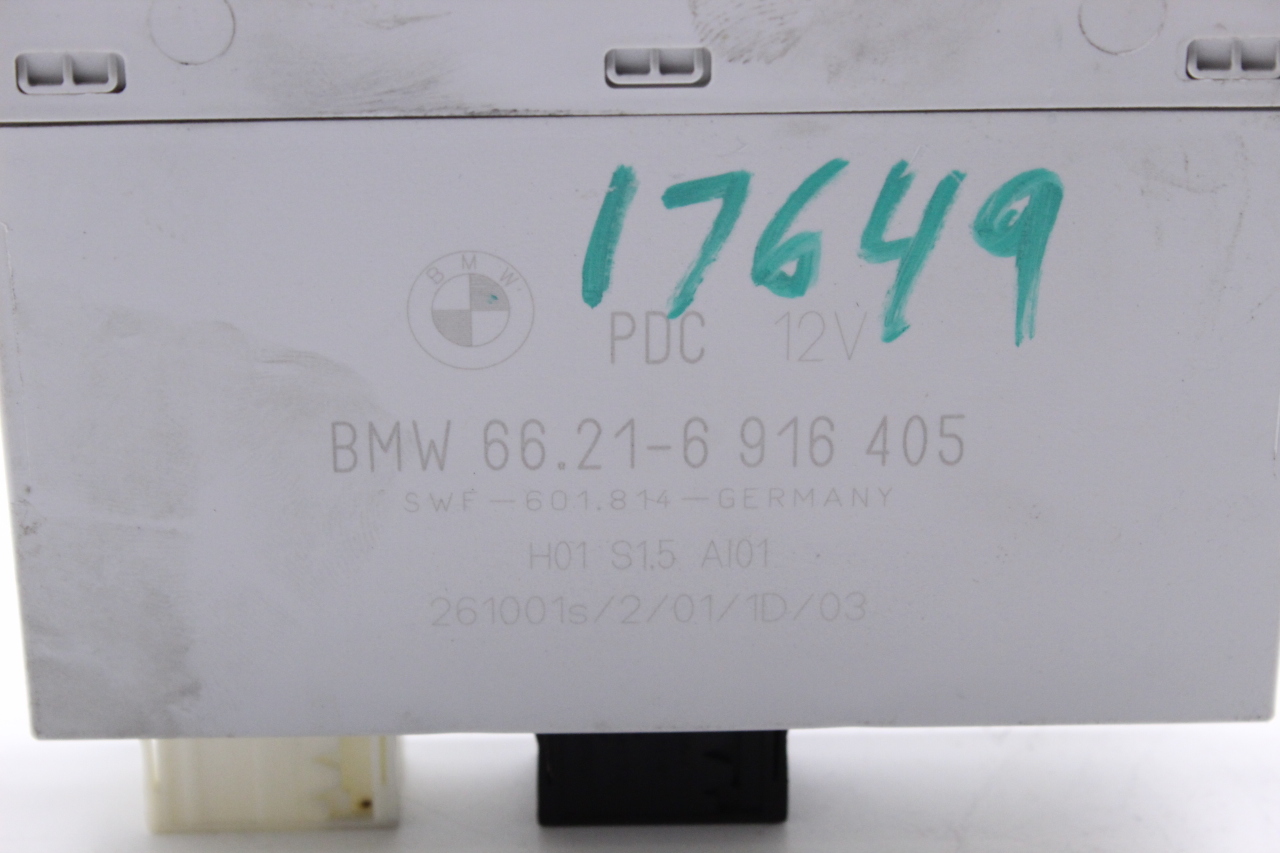 17649
BMW
PDC 12V
BMW 66.21-6 916 405
SWF-601.814-GERMANY
H01 S1.5 AI01
261001s/2/01/1D/03